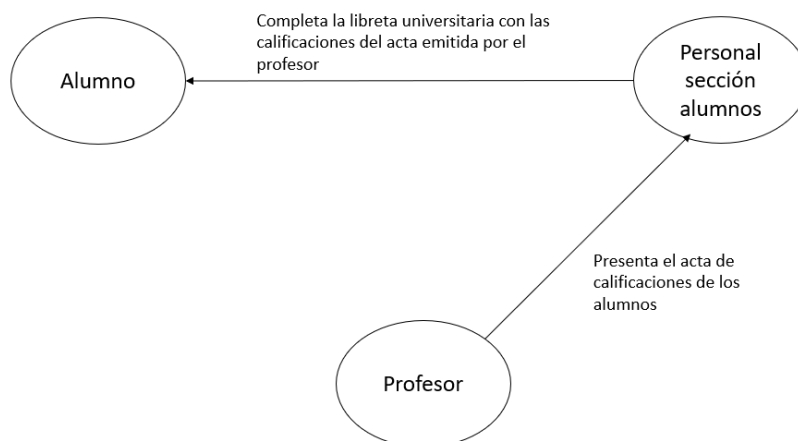 Completa la libreta universitaria con las
calificaciones del acta emitida por el
profesor
Alumno
Personal
sección
alumnos
Presenta el acta de
calificaciones de los
alumnos
Profesor